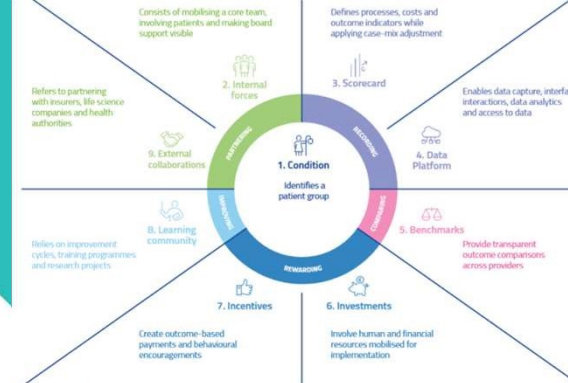 Consists of mobilising a core team,
involving patients and making board
support visible
Defines processes, costs and
outcome indicators while
applying case-mix adjustment
2. Internal
forces
3. Scorecard
Refers to partnering
with insurers, life science
companies and health
authorities
Enables data capture, interfa
interactions, data analytics
and access to data
PARTNERING
RECORDING
9. External
collaborations
1. Condition
Identifies a
patient group
4. Data
Platform
IMPROVING
COMPARING
8. Learning
community
5. Benchmarks
Relies on improvement
cycles, training programmes
and research projects
Provide transparent
outcome comparisons
across providers
REWARDING
7. Incentives
6. Investments
Create outcome-based
payments and behavioural
encouragements
Involve human and financial
resources mobilised for
implementation